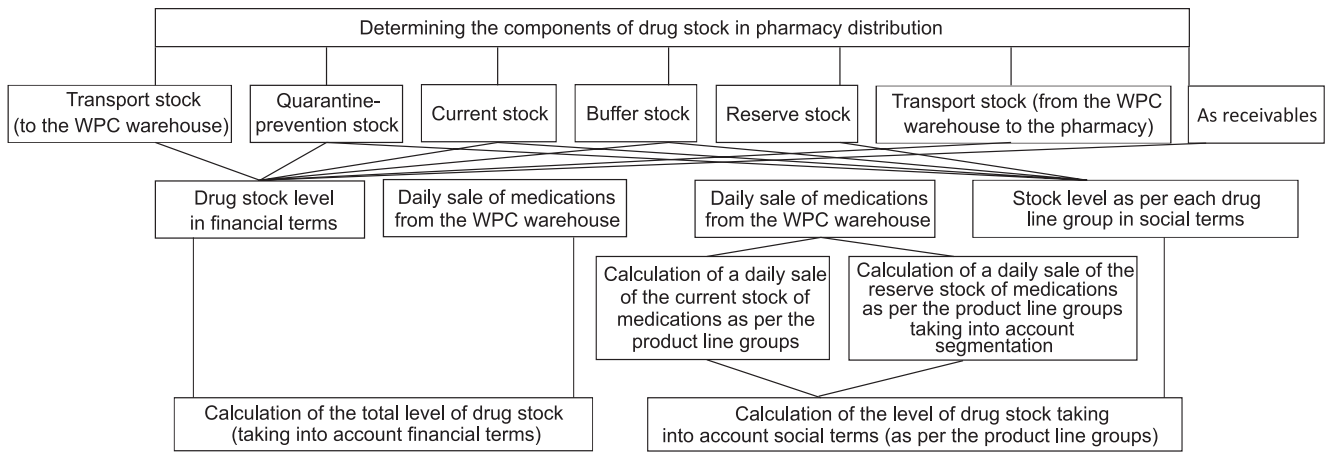 Determining the components of drug stock in pharmacy distribution
Transport stock
(to the WPC warehouse)
Quarantine-
prevention stock
Current stock
Buffer stock
Reserve stock
Transport stock (from the WPC
warehouse to the pharmacy)
As receivables
Drug stock level
in financial terms
Daily sale of medications
from the WPC warehouse
Daily sale of medications
from the WPC warehouse
Stock level as per each drug
line group in social terms
Calculation of a daily sale
of the current stock of
medications as per the
product line groups
Calculation of a daily sale of the
reserve stock of medications
as per the product line groups
taking into account
segmentation
Calculation of the total level of drug stock
(taking into account financial terms)
Calculation of the level of drug stock taking
into account social terms (as per the product line groups)